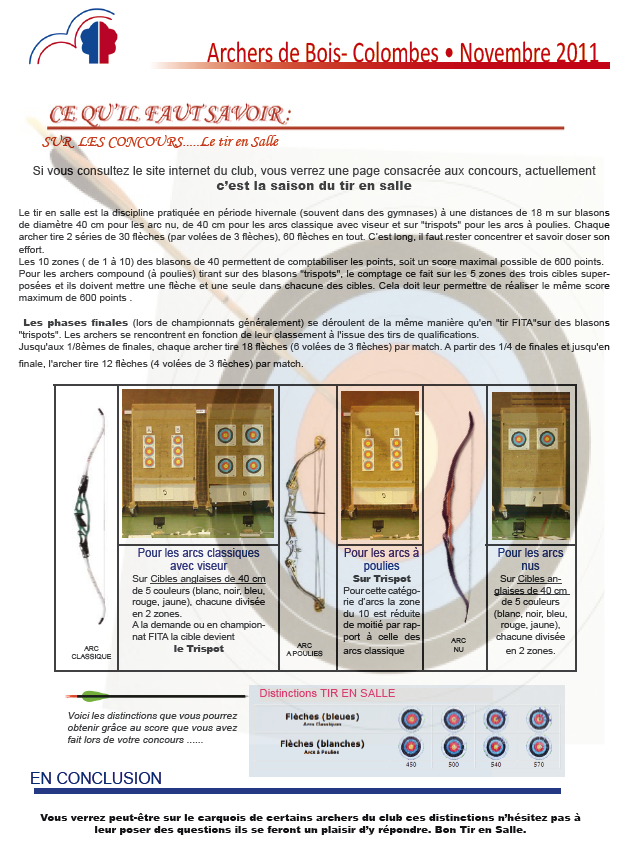 Archers de Bois- Colombes • Novembre 2011
CE QU'IL FAUT SAVOIR :
SUR LES CONCOURS.....Le tir en Salle
Si vous consultez le site internet du club, vous verrez une page consacrée aux concours, actuellement
c'est la saison du tir en salle
Le tir en salle est la discipline pratiquée en période hivernale (souvent dans des gymnases) à une distances de 18 m sur blasons
de diamètre 40 cm pour les arc nu, de 40 cm pour les arcs classique avec viseur et sur "trispots" pour les arcs à poulies. Chaque
archer tire 2 séries de 30 flèches (par volées de 3 flèches), 60 flèches en tout. C'est long, il faut rester concentrer et savoir doser son
effort.
Les 10 zones ( de 1 à 10) des blasons de 40 permettent de comptabiliser les points, soit un score maximal possible de 600 points.
Pour les archers compound (à poulies) tirant sur des blasons "trispots", le comptage ce fait sur les 5 zones des trois cibles super-
posées et ils doivent mettre une flèche et une seule dans chacune des cibles. Cela doit leur permettre de réaliser le même score
maximum de 600 points .
Les phases finales (lors de championnats généralement) se déroulent de la même manière qu'en "tir FITA"sur des blasons
"trispots". Les archers se rencontrent en fonction de leur classement à l'issue des tirs de qualifications.
Jusqu'aux 1/8èmes de finales, chaque archer tire 18 flèches (6 volées de 3 flèches) par match. A partir des 1/4 de finales et jusqu'en
finale, l'archer tire 12 flèches (4 volées de 3 flèches) par match.
ARC
CLASSIQUE
Pour les arcs classiques
avec viseur
Sur Cibles anglaises de 40 cm
de 5 couleurs (blanc, noir, bleu,
rouge, jaune), chacune divisée
en 2 zones.
A la demande ou en champion-
nat FITA la cible devient
le Trispot
ARC
A POULIES
Pour les arcs à
poulies
Sur Trispot
Pour cette catégo-
rie d'arcs la zone
du 10 est réduite
de moitié par rap-
port à celle des
arcs classique
ARC
NU
Pour les arcs
nus
Sur Cibles an-
glaises de 40 cm
de 5 couleurs
(blanc, noir, bleu,
rouge, jaune),
chacune divisée
en 2 zones.
Voici les distinctions que vous pourrez
obtenir grâce au score que vous avez
fait lors de votre concours ......
Distinctions TIR EN SALLE
Flèches (bleues)
Arcs Classiques
Flèches (blanches)
Arcs à Poulies
450 500 540 570
EN CONCLUSION
Vous verrez peut-être sur le carquois de certains archers du club ces distinctions n'hésitez pas à
leur poser des questions ils se feront un plaisir d'y répondre. Bon Tir en Salle.